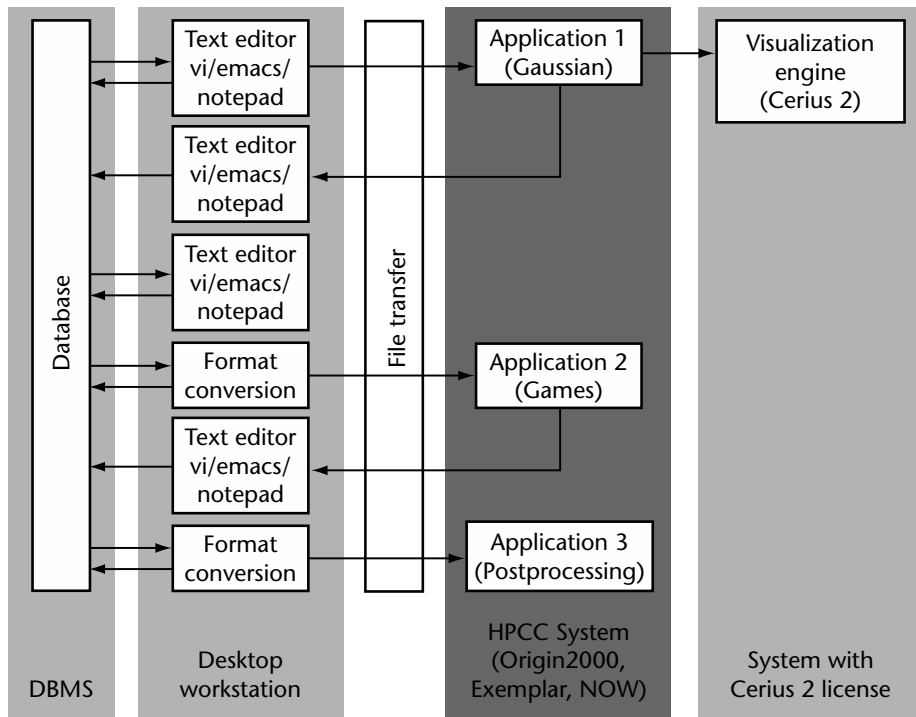 Database
Text editor
vi/emacs/
notepad
Text editor
vi/emacs/
notepad
Text editor
vi/emacs/
notepad
Format
conversion
Text editor
vi/emacs/
notepad
Format
conversion
File transfer
Application 1
(Gaussian)
Application 2
(Games)
Application 3
(Postprocessing)
Visualization
engine
(Cerius 2)
DBMS
Desktop
workstation
HPCC System
(Origin2000,
Exemplar, NOW)
System with
Cerius 2 license